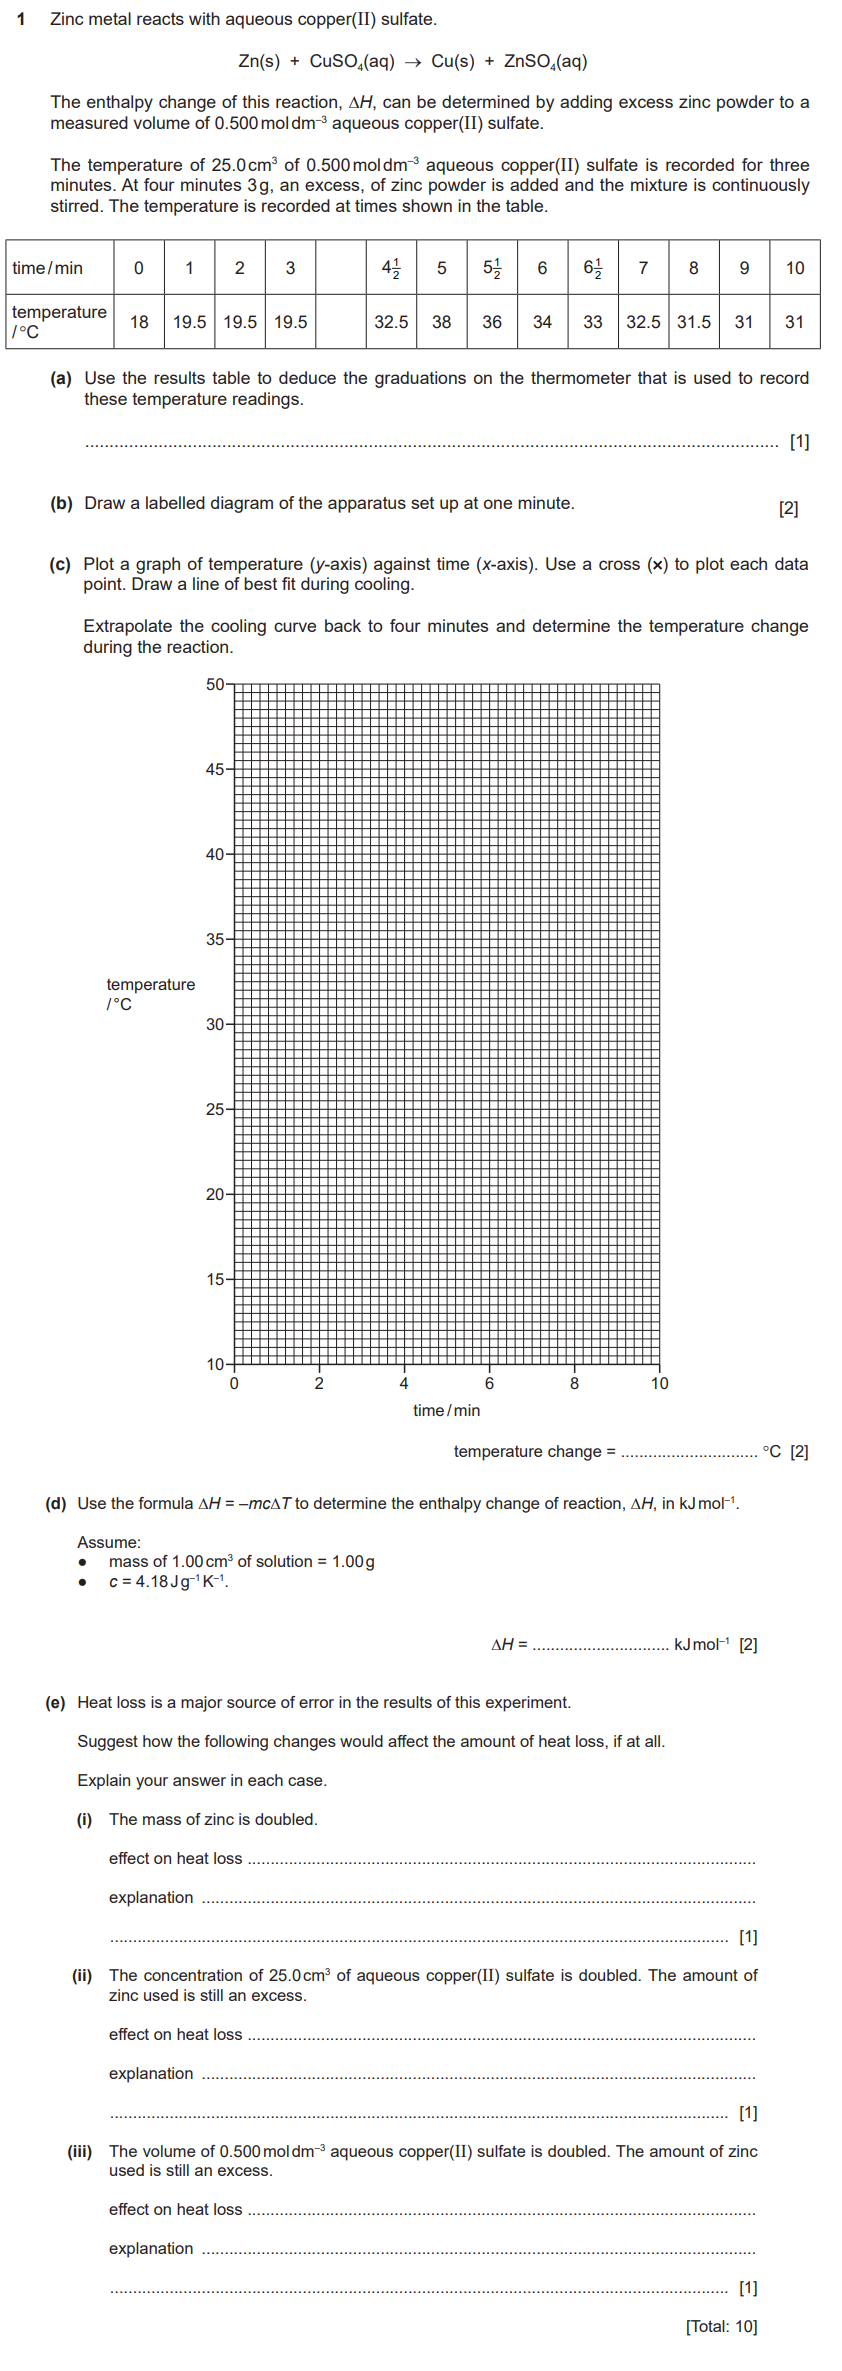 1 Zinc metal reacts with aqueous copper(II) sulfate.
Zn(s) + CuSO₄(aq) → Cu(s) + ZnSO₄(aq)
The enthalpy change of this reaction, ΔH, can be determined by adding excess zinc powder to a
measured volume of 0.500 mol dm⁻³ aqueous copper(II) sulfate.
The temperature of 25.0 cm³ of 0.500 mol dm⁻³ aqueous copper(II) sulfate is recorded for three
minutes. At four minutes 3 g, an excess, of zinc powder is added and the mixture is continuously
stirred. The temperature is recorded at times shown in the table.
time / min 0 1 2 3 4½ 5 5½ 6 6½ 7 8 9 10
temperature
/ °C 18 19.5 19.5 19.5 32.5 38 36 34 33 32.5 31.5 31 31
(a) Use the results table to deduce the graduations on the thermometer that is used to record
these temperature readings.
.......... [1]
(b) Draw a labelled diagram of the apparatus set up at one minute. [2]
(c) Plot a graph of temperature (y-axis) against time (x-axis). Use a cross (×) to plot each data
point. Draw a line of best fit during cooling.
Extrapolate the cooling curve back to four minutes and determine the temperature change
during the reaction.
50
45
40
35
temperature
/ °C
30
25
20
15
10
0 2 4 6 8 10
time / min
temperature change = .......... °C [2]
(d) Use the formula ΔH = –mcΔT to determine the enthalpy change of reaction, ΔH, in kJ mol⁻¹.
Assume:
● mass of 1.00 cm³ of solution = 1.00 g
● c = 4.18 J g⁻¹ K⁻¹.
ΔH = .......... kJ mol⁻¹ [2]
(e) Heat loss is a major source of error in the results of this experiment.
Suggest how the following changes would affect the amount of heat loss, if at all.
Explain your answer in each case.
(i) The mass of zinc is doubled.
effect on heat loss ..........
explanation ..........
.......... [1]
(ii) The concentration of 25.0 cm³ of aqueous copper(II) sulfate is doubled. The amount of
zinc used is still an excess.
effect on heat loss ..........
explanation ..........
.......... [1]
(iii) The volume of 0.500 mol dm⁻³ aqueous copper(II) sulfate is doubled. The amount of zinc
used is still an excess.
effect on heat loss ..........
explanation ..........
.......... [1]
[Total: 10]